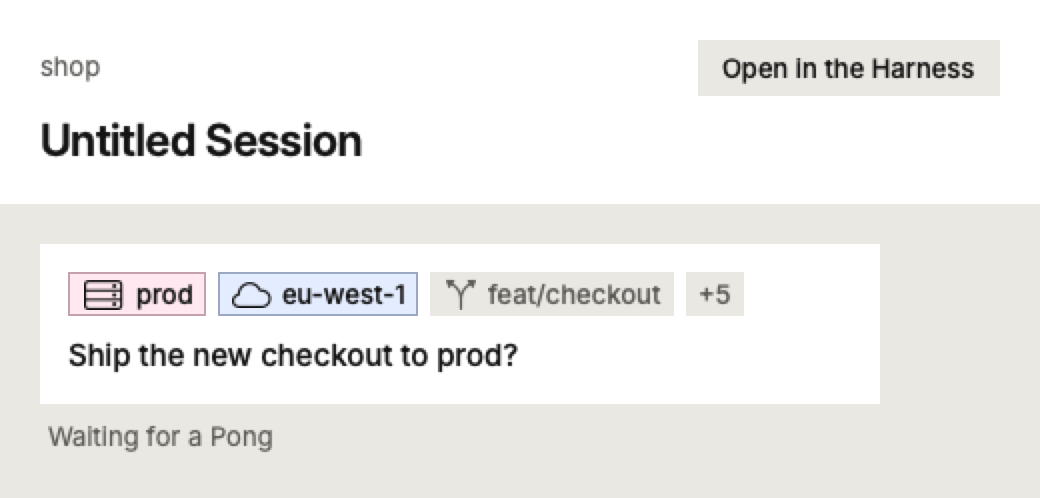 shop
Open in the Harness
Untitled Session
prod eu-west-1 feat/checkout +5
Ship the new checkout to prod?
Waiting for a Pong